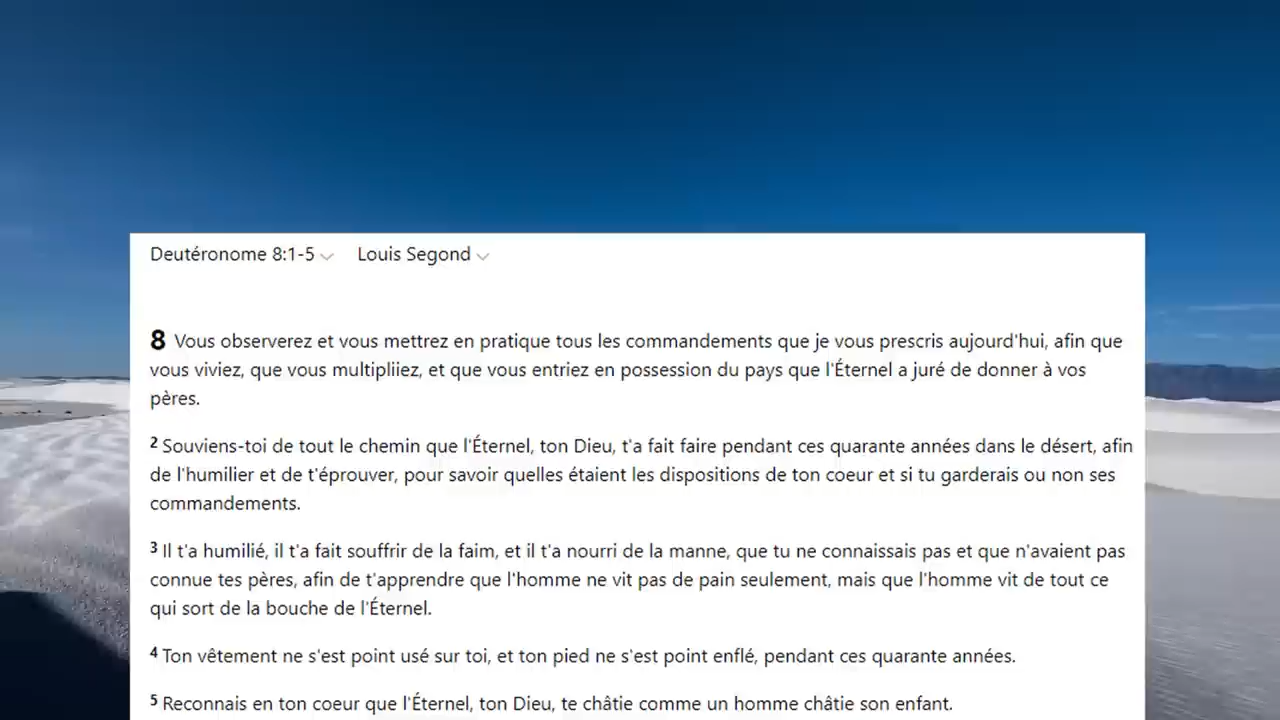 Deutéronome 8:1-5 Louis Segond
8 Vous observerez et vous mettrez en pratique tous les commandements que je vous prescris aujourd'hui, afin que
vous viviez, que vous multipliiez, et que vous entriez en possession du pays que l'Éternel a juré de donner à vos
pères.
2 Souviens-toi de tout le chemin que l'Éternel, ton Dieu, t'a fait faire pendant ces quarante années dans le désert, afin
de l'humilier et de t'éprouver, pour savoir quelles étaient les dispositions de ton coeur et si tu garderais ou non ses
commandements.
3 Il t'a humilié, il t'a fait souffrir de la faim, et il t'a nourri de la manne, que tu ne connaissais pas et que n'avaient pas
connue tes pères, afin de t'apprendre que l'homme ne vit pas de pain seulement, mais que l'homme vit de tout ce
qui sort de la bouche de l'Éternel.
4 Ton vêtement ne s'est point usé sur toi, et ton pied ne s'est point enflé, pendant ces quarante années.
5 Reconnais en ton coeur que l'Éternel, ton Dieu, te châtie comme un homme châtie son enfant.